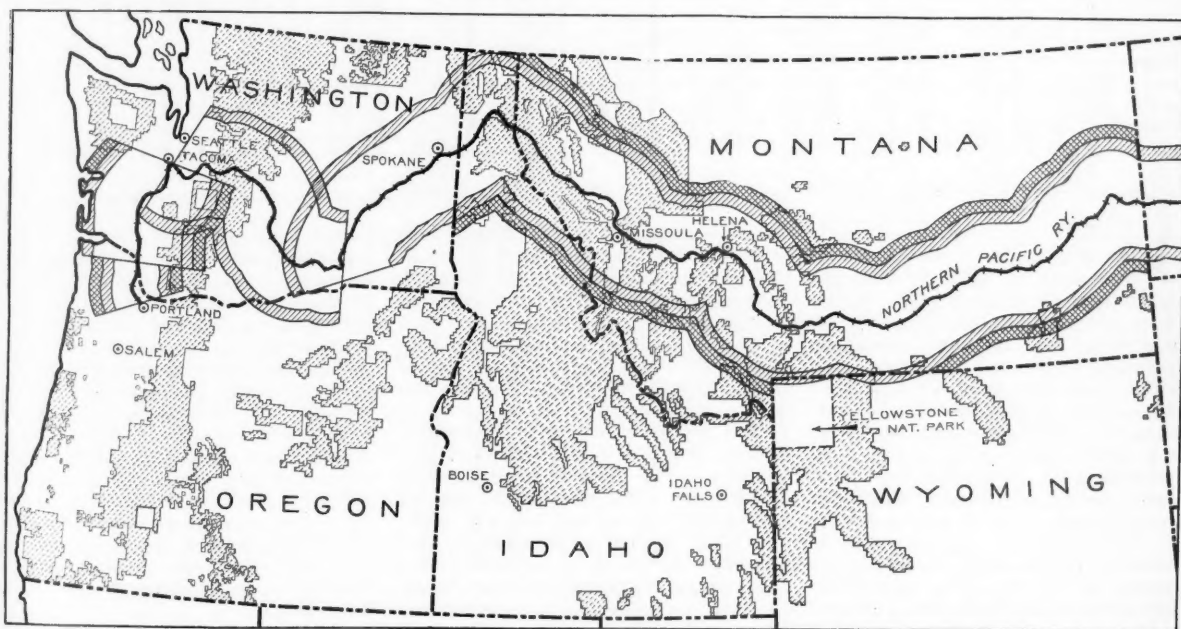 WASHINGTON
SEATTLE
TACOMA
SPOKANE
MONTANA
HELENA
MISSOULA
NORTHERN PACIFIC RY.
PORTLAND
SALEM
YELLOWSTONE
NAT. PARK
BOISE
IDAHO
FALLS
OREGON
WYOMING
IDAHO